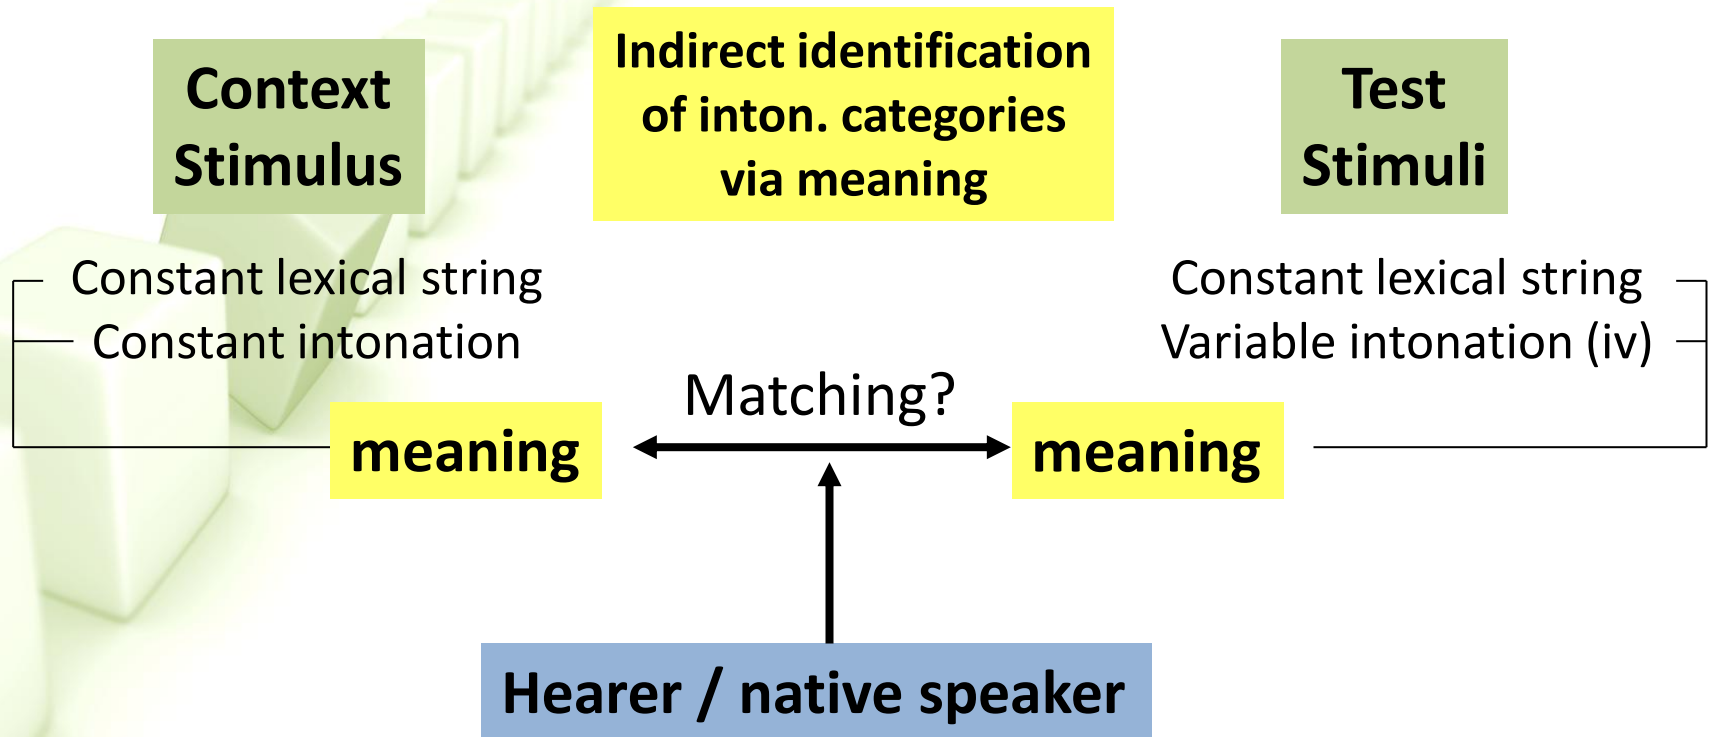 Context
Stimulus
Indirect identification
of inton. categories
via meaning
Test
Stimuli
Constant lexical string
Constant intonation
Constant lexical string
Variable intonation (iv)
Matching?
meaning
meaning
Hearer / native speaker